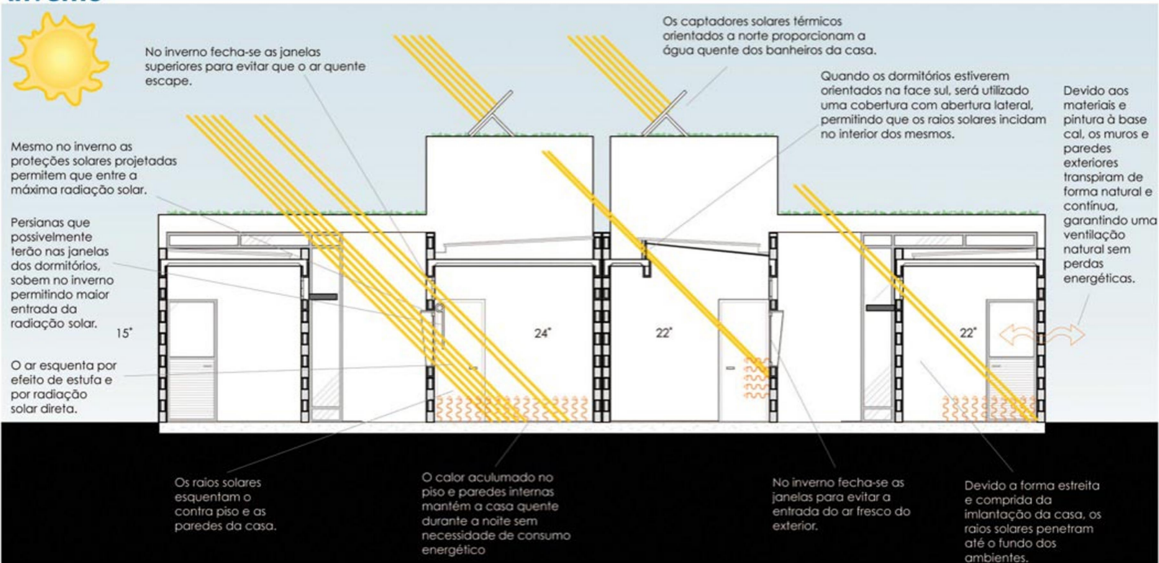 Inverno
No inverno fecha-se as janelas
superiores para evitar que o ar quente
escape.
Os captadores solares térmicos
orientados a norte proporcionam a
água quente dos banheiros da casa.
Quando os dormitórios estiverem
orientados na face sul, será utilizado
uma cobertura com abertura lateral,
permitindo que os raios solares incidam
no interior dos mesmos.
Devido aos
materiais e
pintura à base
cal, os muros e
paredes
exteriores
transpiram de
forma natural e
contínua,
garantindo uma
ventilação
natural sem
perdas
energéticas.
Mesmo no inverno as
proteções solares projetadas
permitem que entre a
máxima radiação solar.
Persianas que
possivelmente
terão nas janelas
dos dormitórios,
sobem no inverno
permitindo maior
entrada da
radiação solar.
15°
24°
22°
22°
O ar esquenta por
efeito de estufa e
por radiação
solar direta.
Os raios solares
esquentam o
contra piso e as
paredes da casa.
O calor aculumado no
piso e paredes internas
mantém a casa quente
durante a noite sem
necessidade de consumo
energético
No inverno fecha-se as
janelas para evitar a
entrada do ar fresco do
exterior.
Devido a forma estreita
e comprida da
imlantação da casa, os
raios solares penetram
até o fundo dos
ambientes.